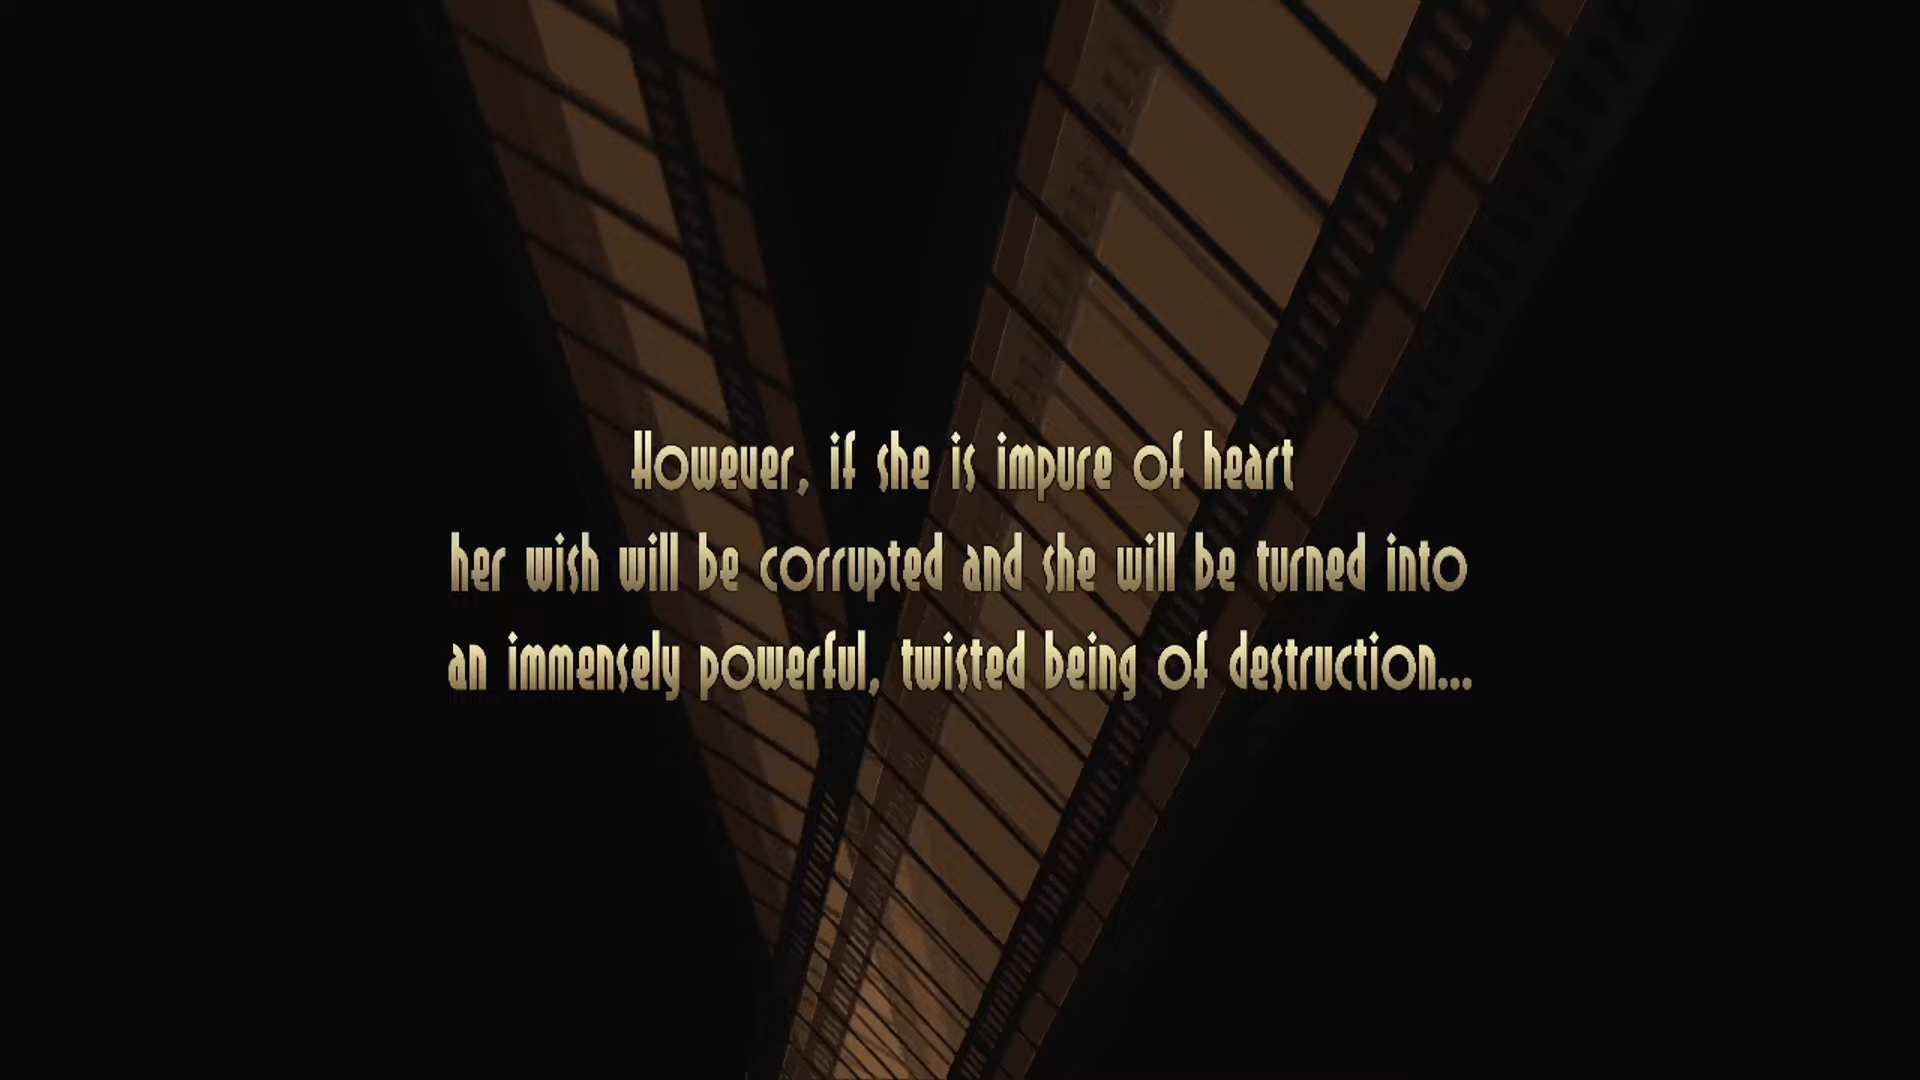 However, if she is impure of heart
her wish will be corrupted and she will be turned into
an immensely powerful, twisted being of destruction...